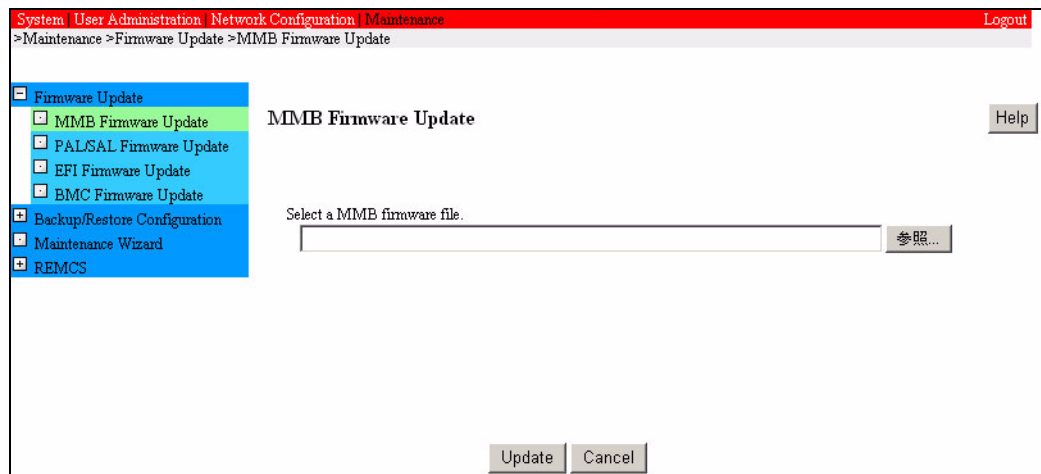 System | User Administration | Network Configuration | Maintenance Logout
>Maintenance >Firmware Update >MMB Firmware Update
Firmware Update
MMB Firmware Update
PAL/SAL Firmware Update
EFI Firmware Update
BMC Firmware Update
Backup/Restore Configuration
Maintenance Wizard
REMCS
MMB Firmware Update
Help
Select a MMB firmware file.
参照...
Update Cancel